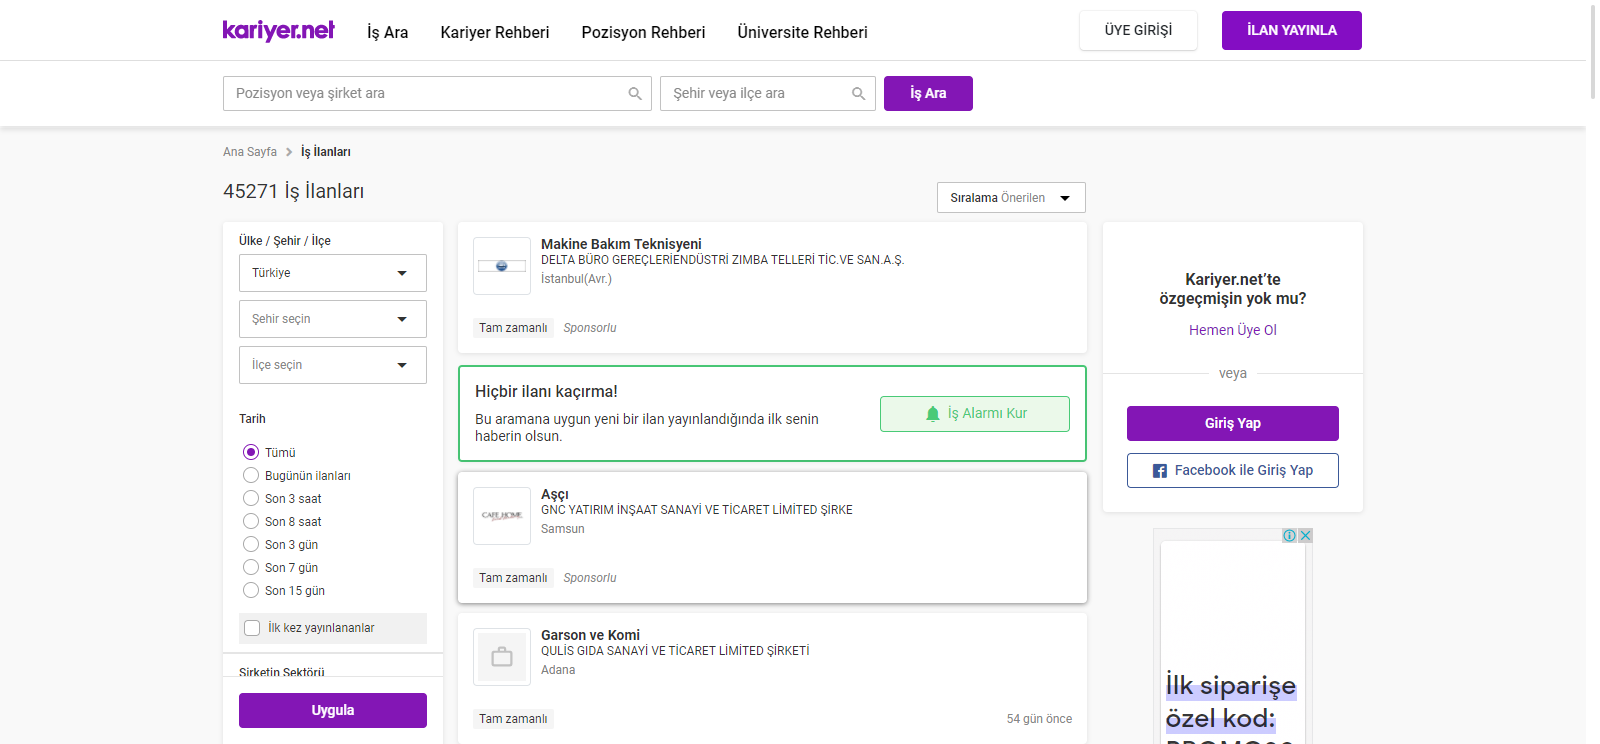 kariyer.net
İş Ara
Kariyer Rehberi
Pozisyon Rehberi
Üniversite Rehberi
ÜYE GİRİŞİ
İLAN YAYINLA
Pozisyon veya şirket ara
Şehir veya ilçe ara
İş Ara
Ana Sayfa
İş İlanları
45271 İş İlanları
Sıralama Önerilen
Ülke / Şehir / İlçe
Türkiye
Şehir seçin
İlçe seçin
Tarih
Tümü
Bugünün ilanları
Son 3 saat
Son 8 saat
Son 3 gün
Son 7 gün
Son 15 gün
İlk kez yayınlananlar
Şirketin Sektörü
Uygula
Makine Bakım Teknisyeni
DELTA BÜRO GEREÇLERİENDÜSTRİ ZIMBA TELLERİ TİC.VE SAN.A.Ş.
İstanbul(Avr.)
Tam zamanlı
Sponsorlu
Hiçbir ilanı kaçırma!
Bu aramana uygun yeni bir ilan yayınlandığında ilk senin
haberin olsun.
İş Alarmı Kur
CAFE HOME
Aşçı
GNC YATIRIM İNŞAAT SANAYİ VE TİCARET LİMİTED ŞİRKE
Samsun
Tam zamanlı
Sponsorlu
Garson ve Komi
QULİS GIDA SANAYİ VE TİCARET LİMİTED ŞİRKETİ
Adana
Tam zamanlı
54 gün önce
Kariyer.net'te
özgeçmişin yok mu?
Hemen Üye Ol
veya
Giriş Yap
Facebook ile Giriş Yap
İlk siparişe
özel kod: